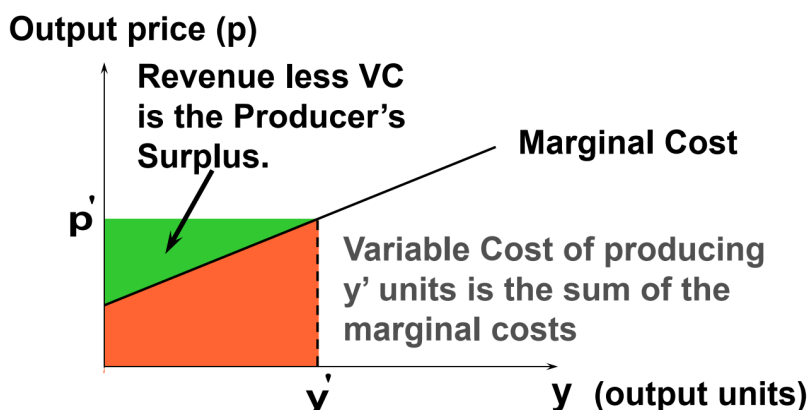 Output price (p)
Revenue less VC
is the Producer’s
Surplus.
Marginal Cost
p'
Variable Cost of producing
y’ units is the sum of the
marginal costs
y'
y (output units)